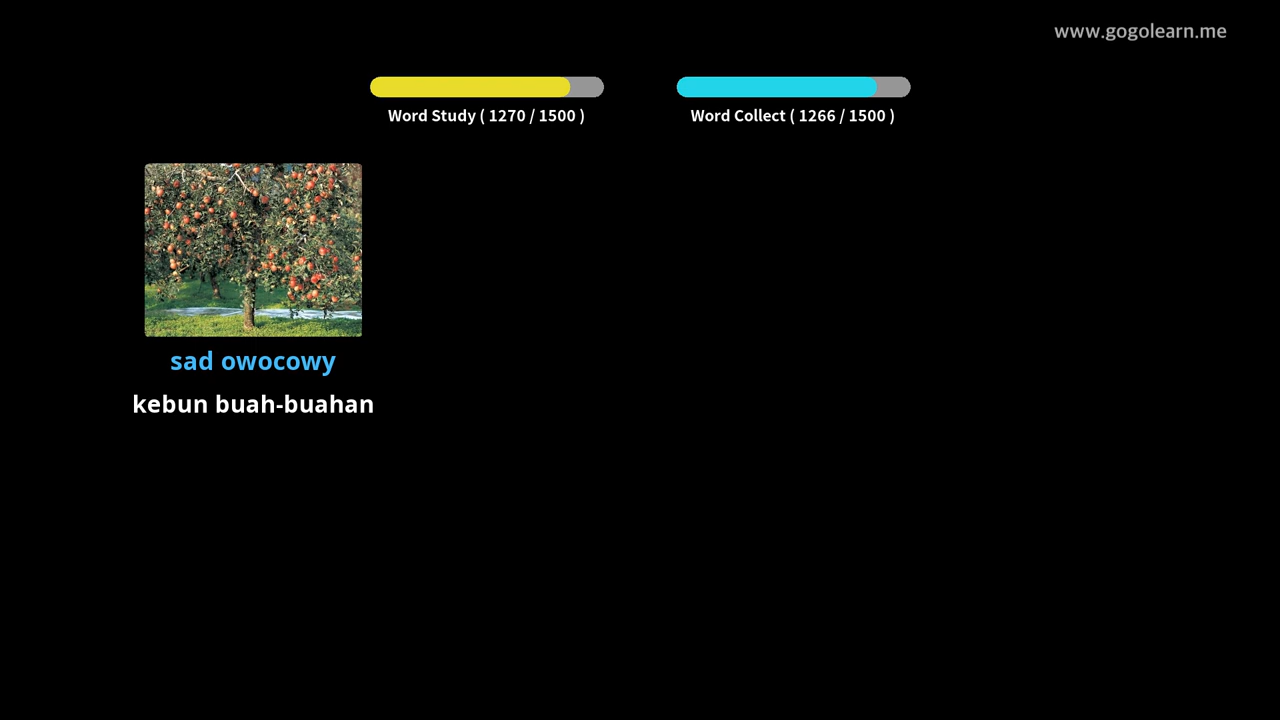 www.gogolearn.me
Word Study ( 1270 / 1500 )
Word Collect ( 1266 / 1500 )
sad owocowy
kebun buah-buahan